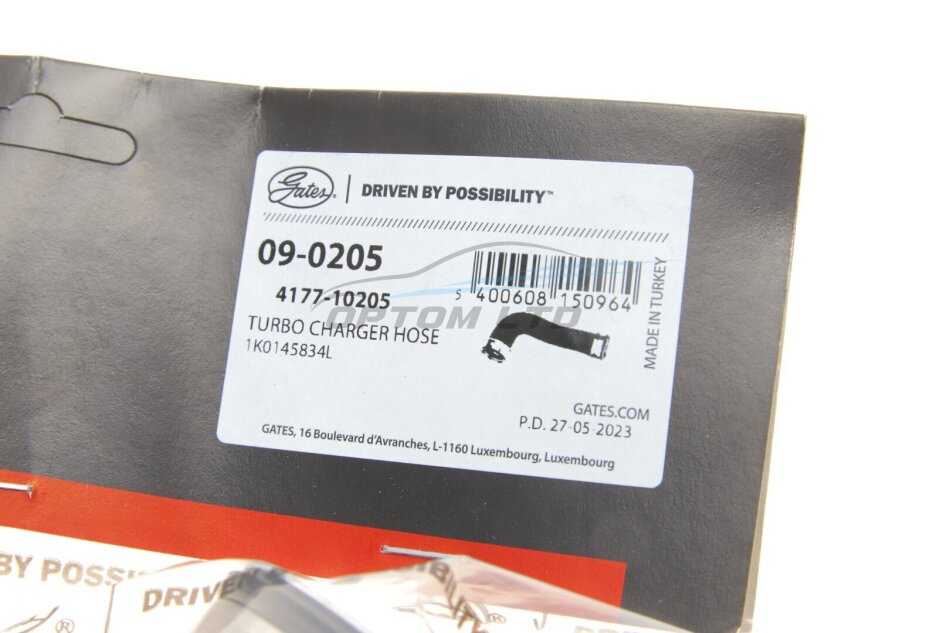 Gates® | DRIVEN BY POSSIBILITY™
09-0205
4177-10205
TURBO CHARGER HOSE
1K0145834L
5 400608 150964
MADE IN TURKEY
OPTOM LTD
GATES.COM
P.D. 27-05-2023
GATES, 16 Boulevard d'Avranches, L-1160 Luxembourg, Luxembourg
BY POSSI
DRIVEN
®